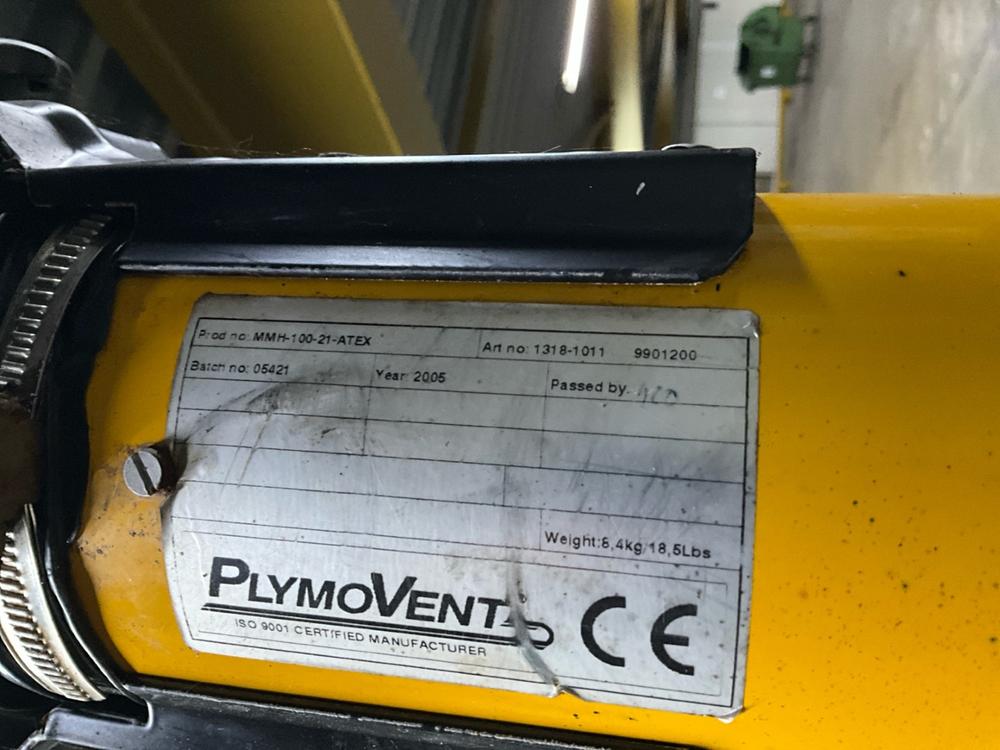 Prod no: MMH-100-21-ATEX Art no: 1318-1011 9901200
Batch no: 05421 Year: 2005 Passed by:
Weight:8,4kg/18,5Lbs
PLYMOVENT
ISO 9001 CERTIFIED MANUFACTURER
CE